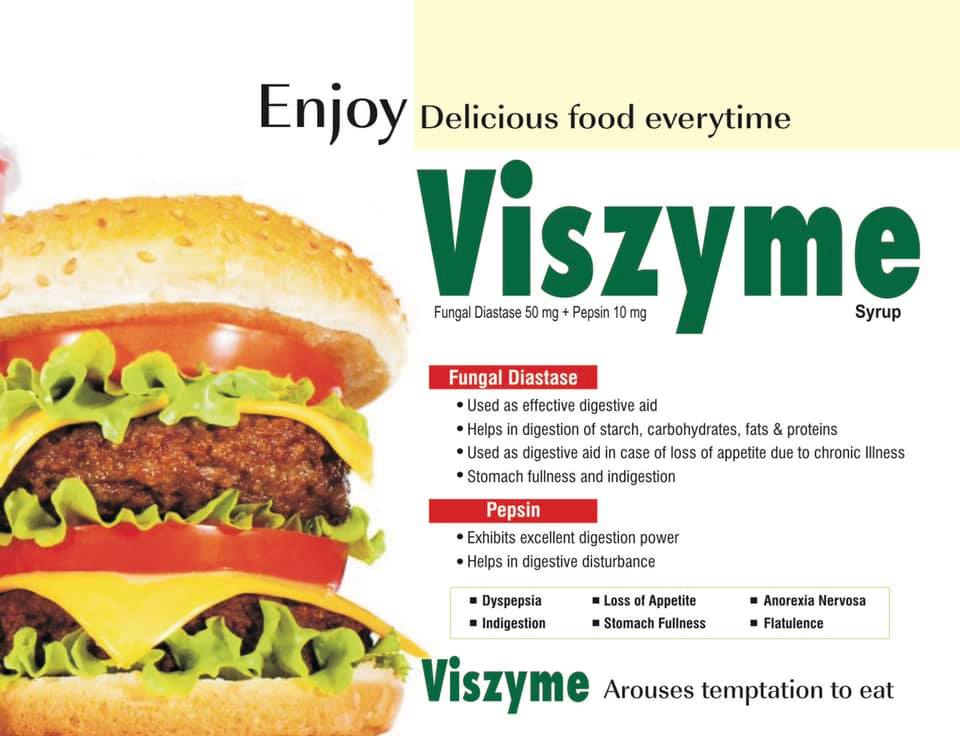 Enjoy Delicious food everytime
Viszyme
Fungal Diastase 50 mg + Pepsin 10 mg
Syrup
Fungal Diastase
• Used as effective digestive aid
• Helps in digestion of starch, carbohydrates, fats & proteins
• Used as digestive aid in case of loss of appetite due to chronic Illness
• Stomach fullness and indigestion
Pepsin
• Exhibits excellent digestion power
• Helps in digestive disturbance
■ Dyspepsia ■ Loss of Appetite ■ Anorexia Nervosa
■ Indigestion ■ Stomach Fullness ■ Flatulence
Viszyme Arouses temptation to eat